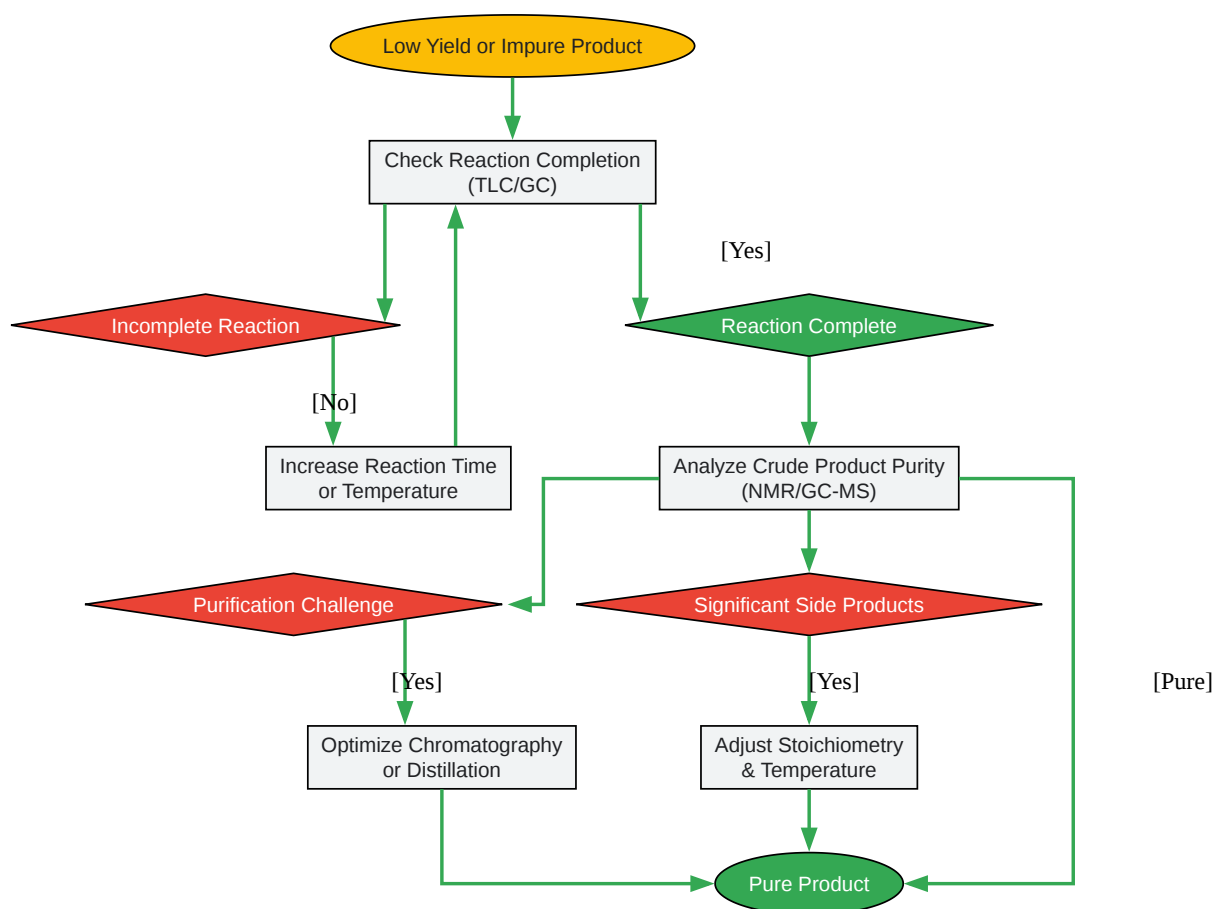 Low Yield or Impure Product
Check Reaction Completion
(TLC/GC)
[Yes]
Incomplete Reaction
Reaction Complete
[No]
Increase Reaction Time
or Temperature
Analyze Crude Product Purity
(NMR/GC-MS)
Purification Challenge
Significant Side Products
[Yes]
[Yes]
[Pure]
Optimize Chromatography
or Distillation
Adjust Stoichiometry
& Temperature
Pure Product